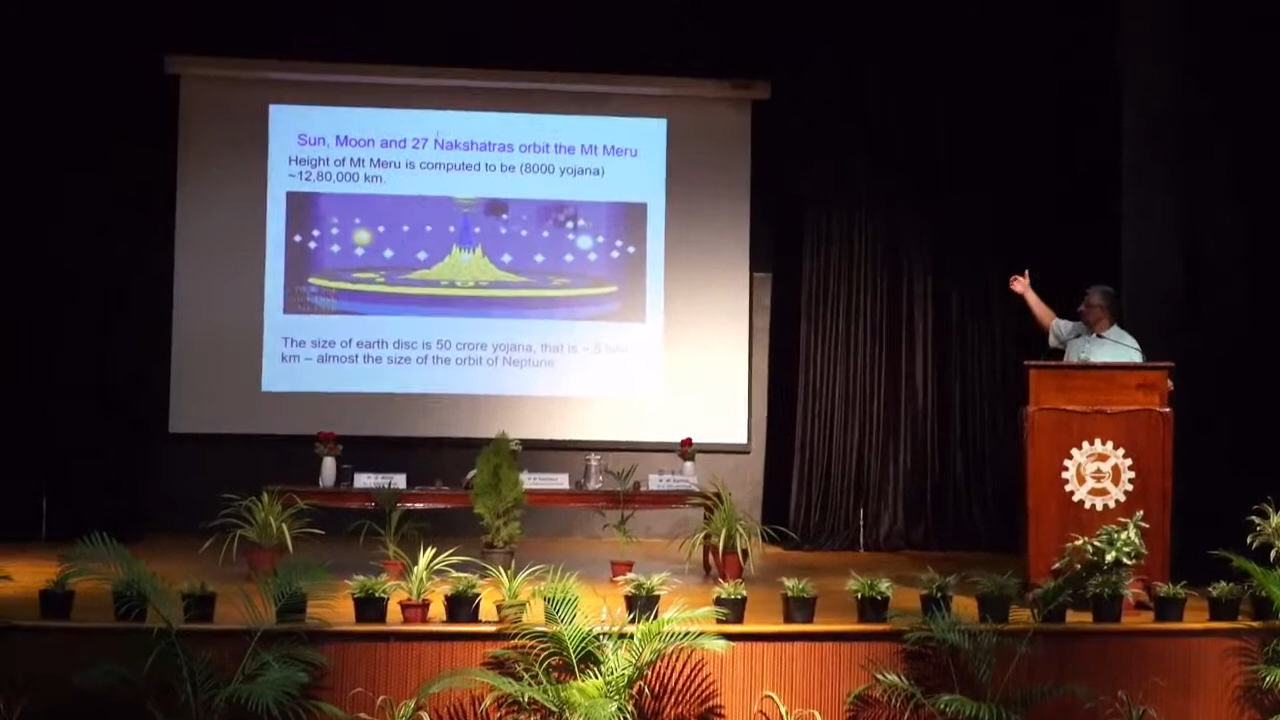 Sun, Moon and 27 Nakshatras orbit the Mt Meru
Height of Mt Meru is computed to be (8000 yojana)
~12,80,000 km.
The size of earth disc is 50 crore yojana, that is ~ 5
km – almost the size of the orbit of Neptune